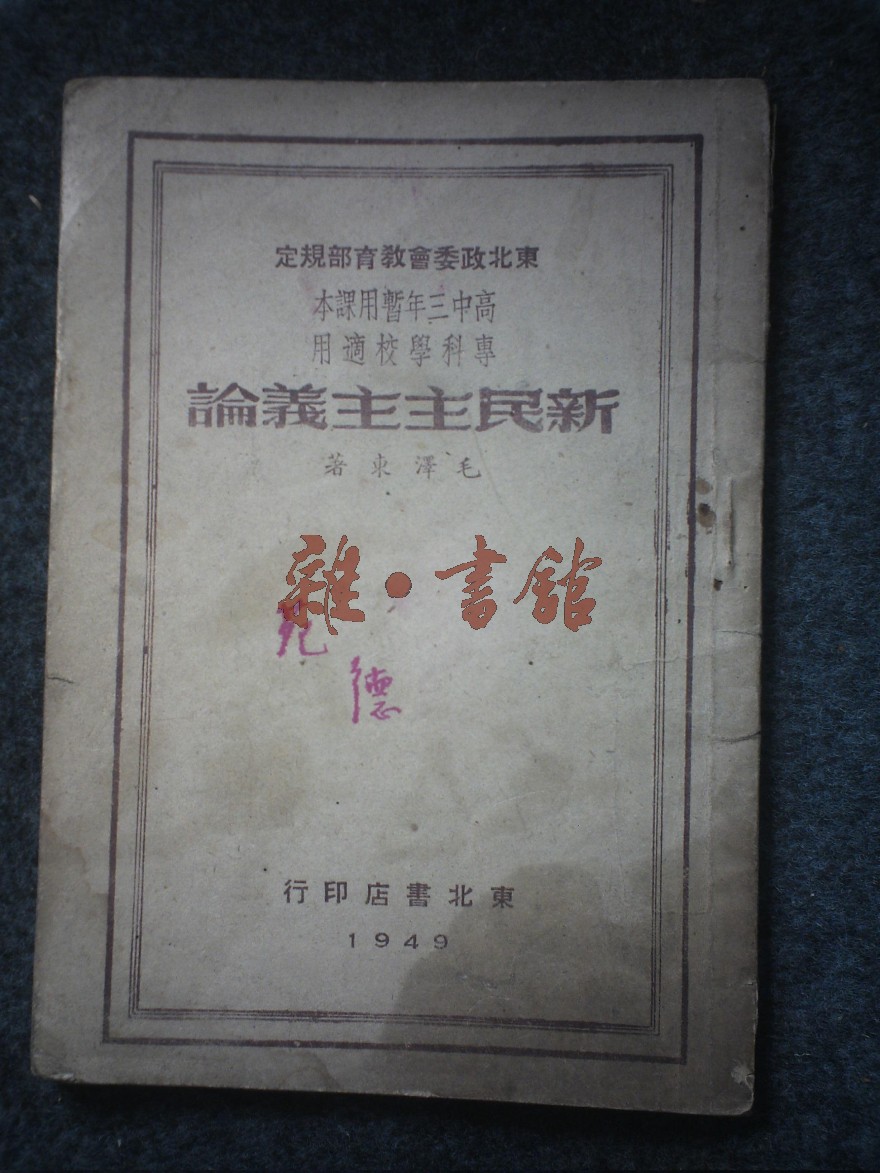 東北政委會教育部規定
高中三年暫用課本
專科學校適用
新民主主義論
毛澤東著
雜·書舘
德
東北書店印行
1949